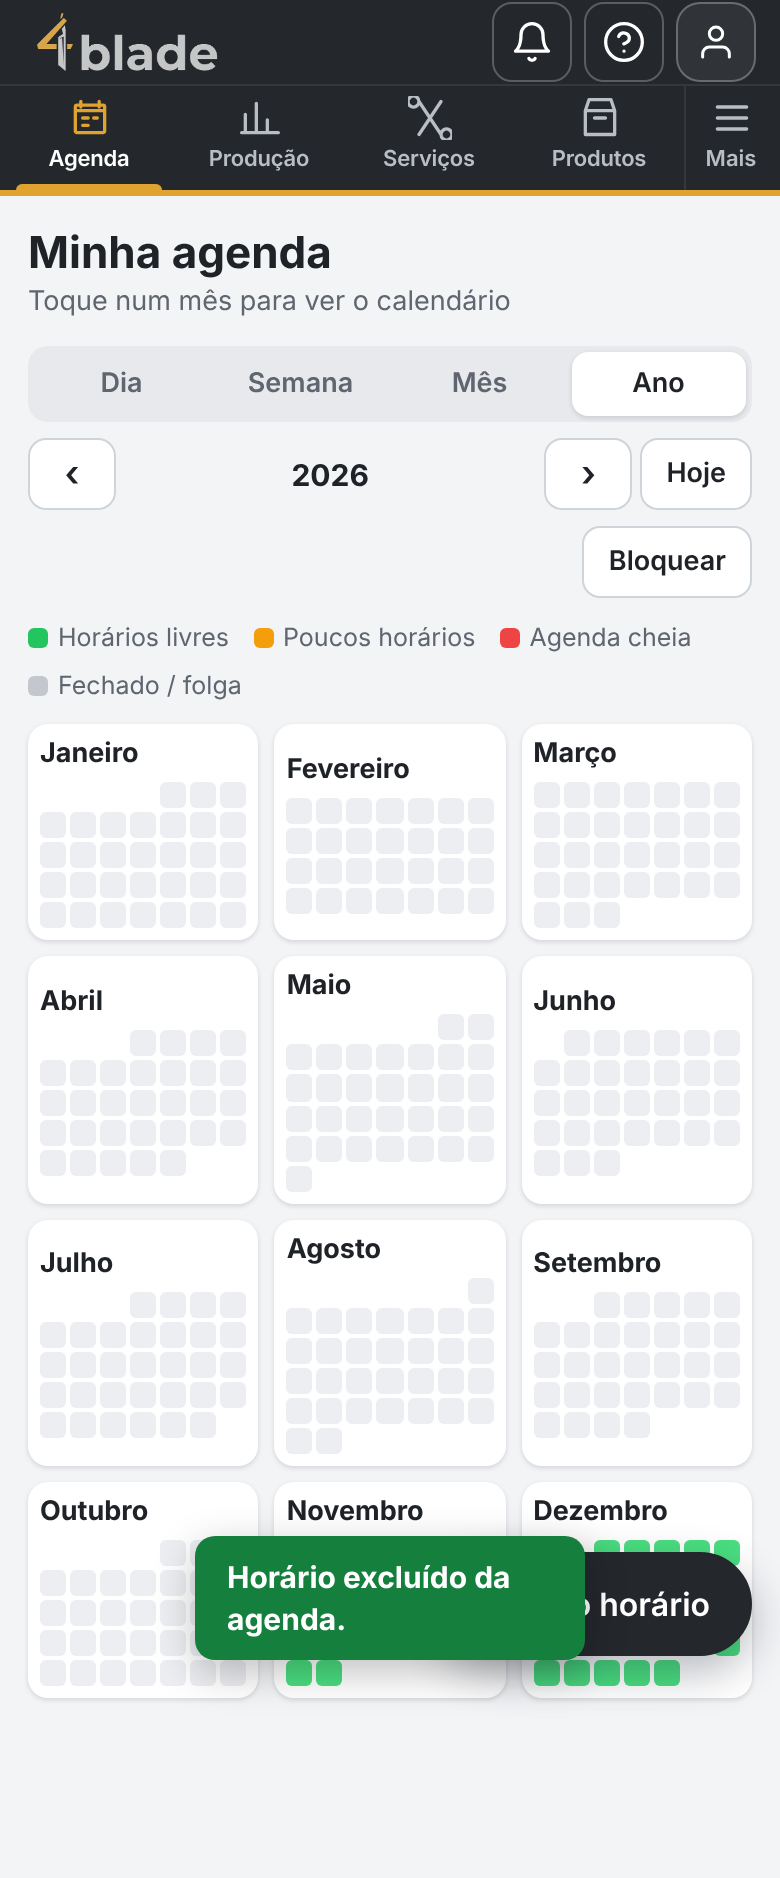 4blade
Agenda
Produção
Serviços
Produtos
Mais
Minha agenda
Toque num mês para ver o calendário
Dia
Semana
Mês
Ano
‹
2026
›
Hoje
Bloquear
Horários livres
Poucos horários
Agenda cheia
Fechado / folga
Janeiro
Fevereiro
Março
Abril
Maio
Junho
Julho
Agosto
Setembro
Outubro
Novembro
Dezembro
Horário excluído da
agenda.
horário